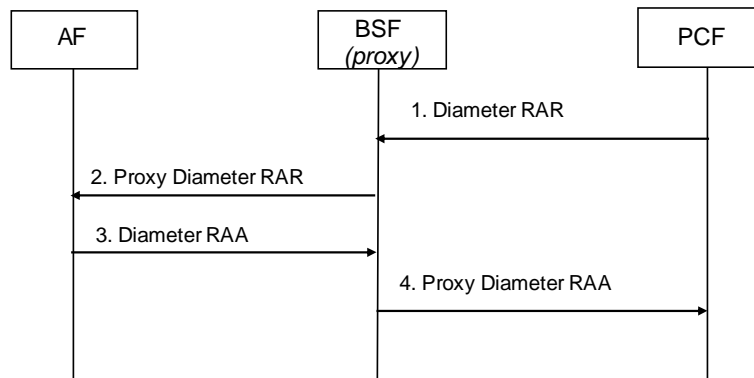 AF
BSF
(proxy)
PCF
1. Diameter RAR
2. Proxy Diameter RAR
3. Diameter RAA
4. Proxy Diameter RAA